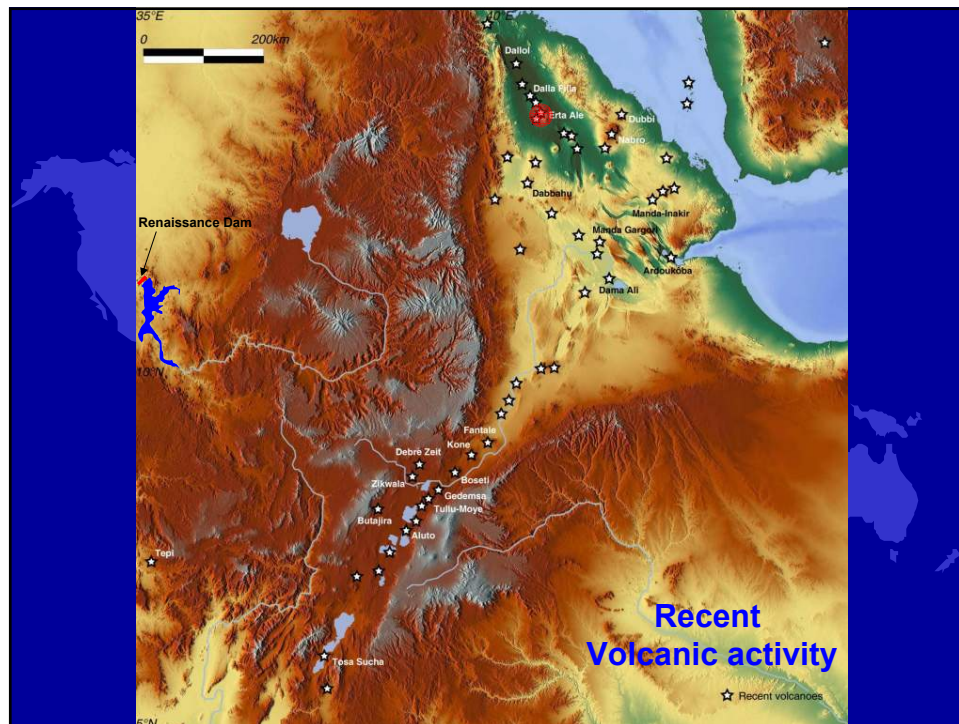 35°E
40°E
0 200km
Dallol
Dalla Filla
Erta Ale
Dubbi
Nabro
Dabbahu
Manda-Inakir
Renaissance Dam
Manda Gargori
Ardoukôba
Dama Ali
10°N
Fantale
Kone
Debre Zeit
Boseti
Zikwala
Gedemsa
Tullu-Moye
Butajira
Aluto
Tepi
Recent
Volcanic activity
Tosa Sucha
Recent volcanoes
5°N